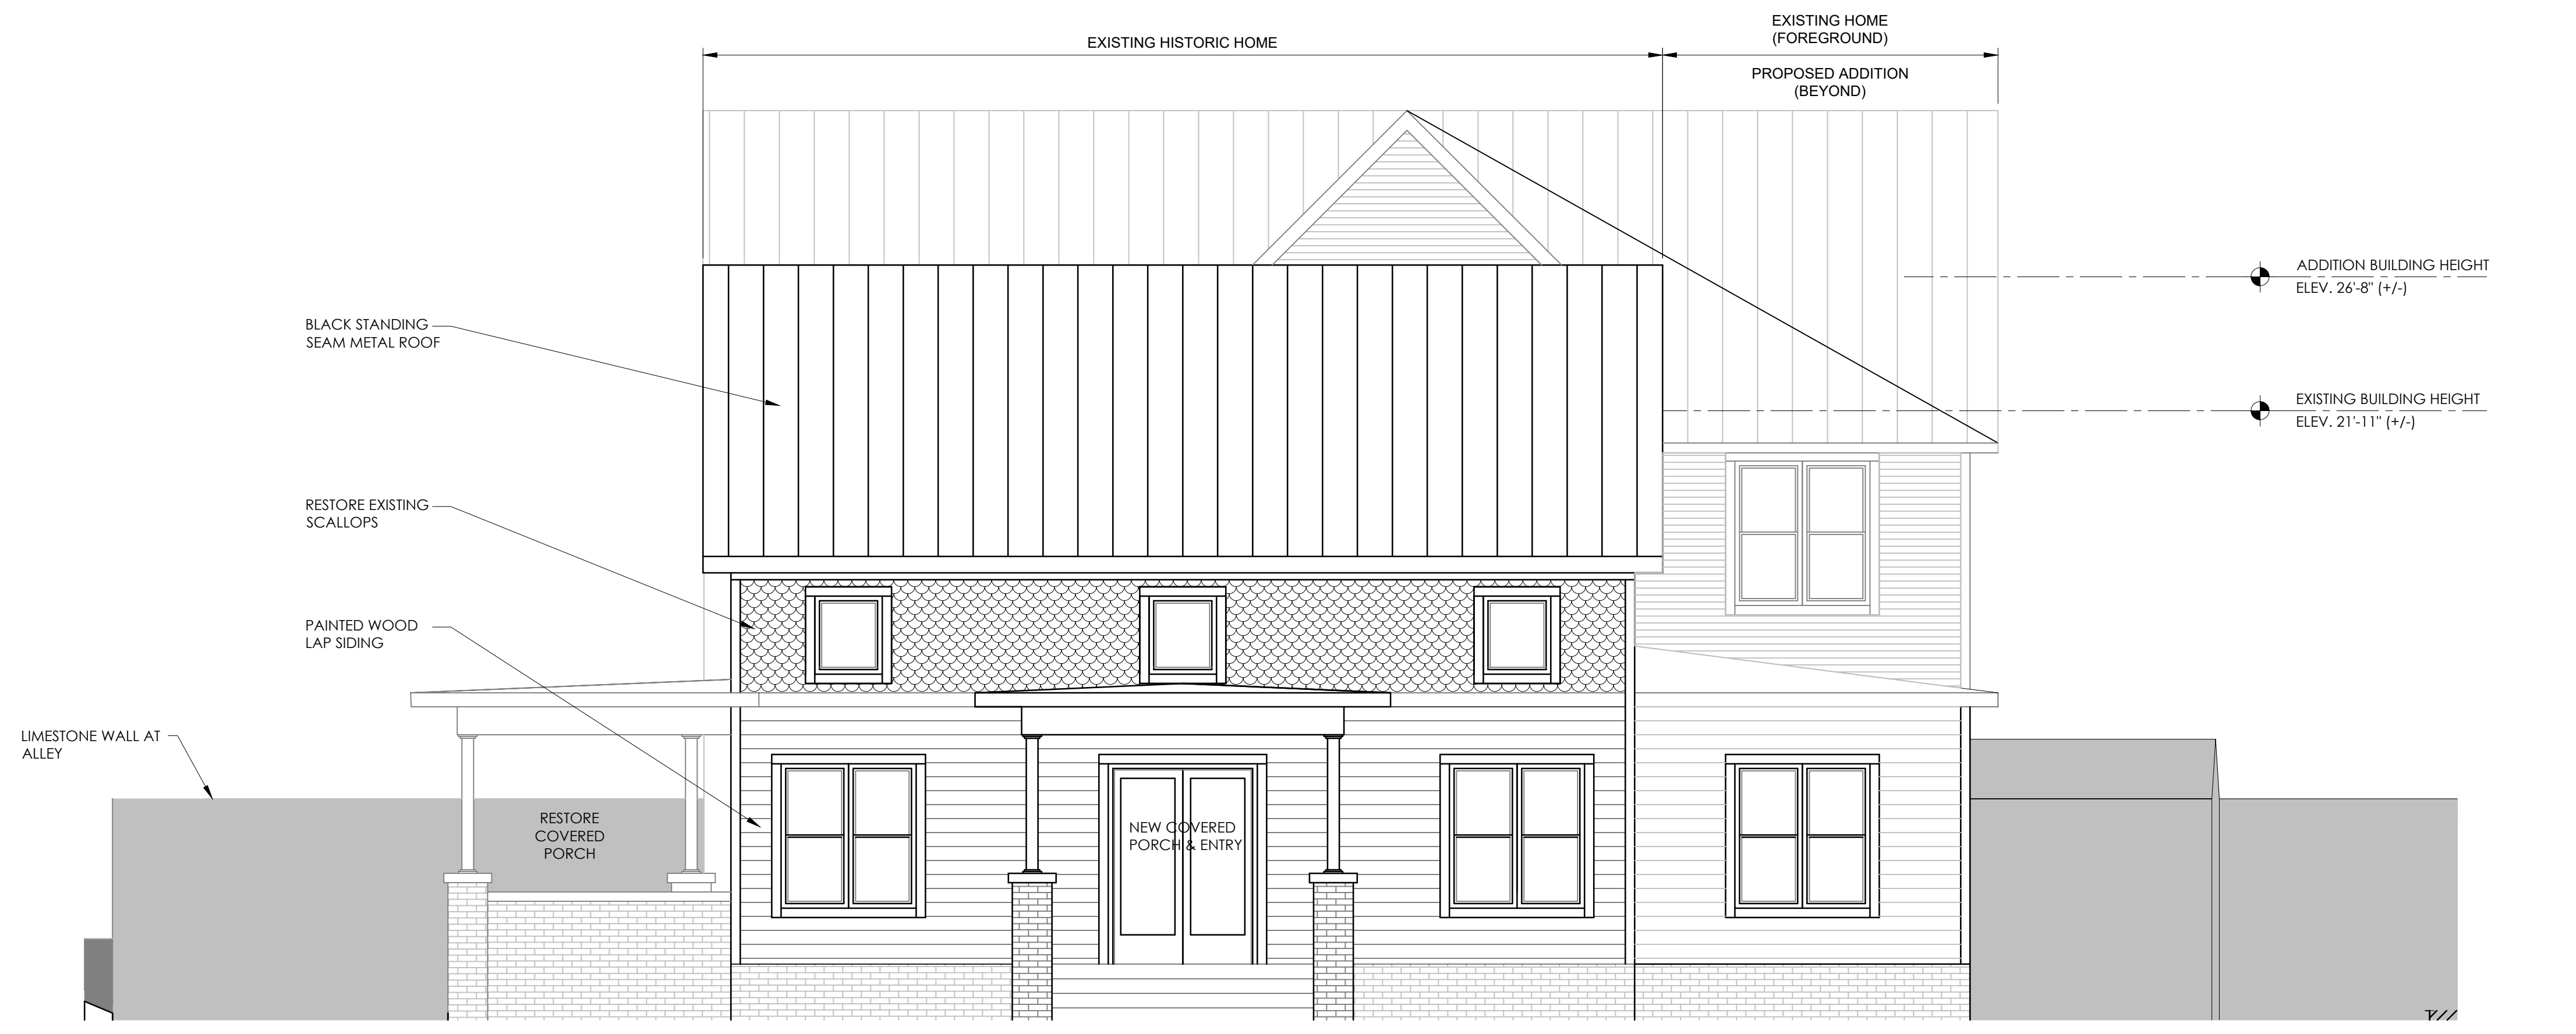 EXISTING HISTORIC HOME
EXISTING HOME
(FOREGROUND)
PROPOSED ADDITION
(BEYOND)
ADDITION BUILDING HEIGHT
ELEV. 26'-8" (+/-)
BLACK STANDING
SEAM METAL ROOF
EXISTING BUILDING HEIGHT
ELEV. 21'-11" (+/-)
RESTORE EXISTING
SCALLOPS
PAINTED WOOD
LAP SIDING
LIMESTONE WALL AT
ALLEY
RESTORE
COVERED
PORCH
NEW COVERED
PORCH & ENTRY